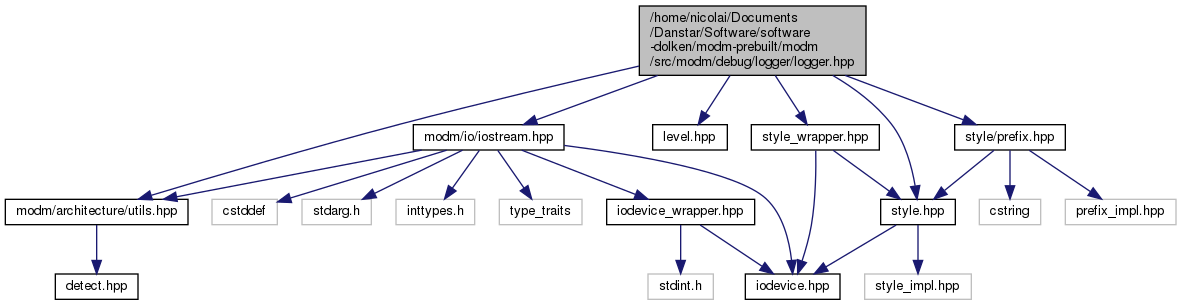 /home/nicolai/Documents
/Danstar/Software/software
-dolken/modm-prebuilt/modm
/src/modm/debug/logger/logger.hpp
modm/io/iostream.hpp
level.hpp
style_wrapper.hpp
style/prefix.hpp
modm/architecture/utils.hpp
cstddef
stdarg.h
inttypes.h
type_traits
iodevice_wrapper.hpp
style.hpp
cstring
prefix_impl.hpp
detect.hpp
stdint.h
iodevice.hpp
style_impl.hpp